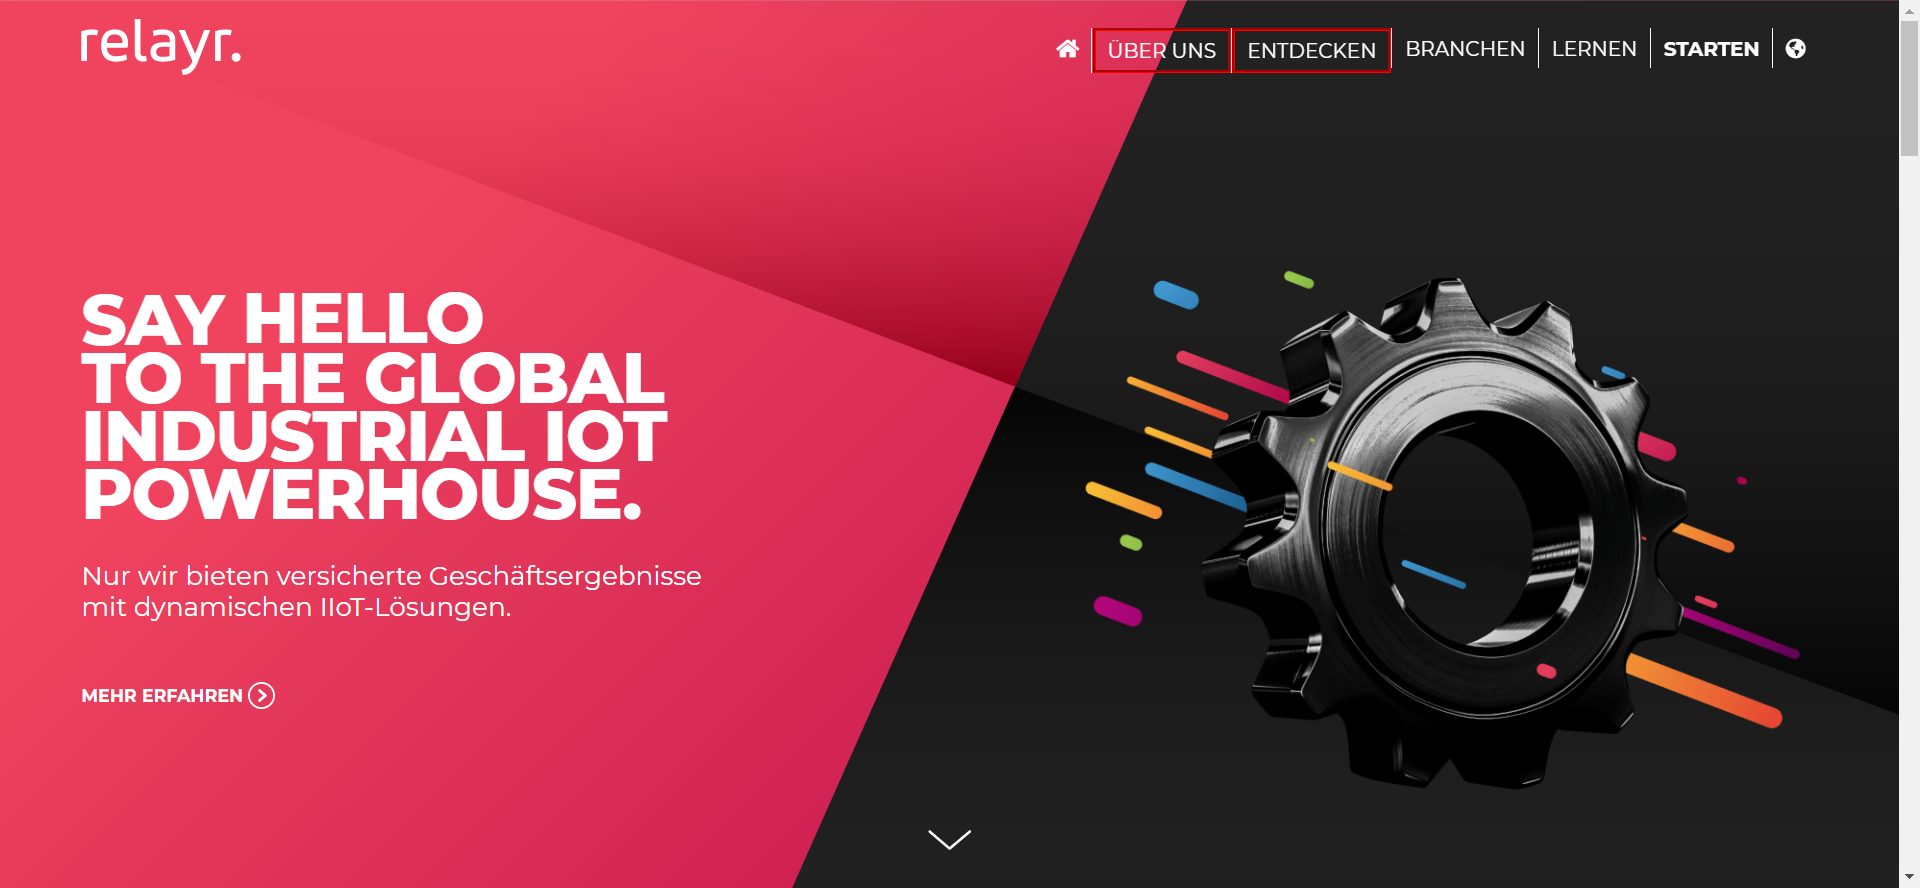 relayr.
ÜBER UNS
ENTDECKEN
BRANCHEN
LERNEN
STARTEN
SAY HELLO
TO THE GLOBAL
INDUSTRIAL IOT
POWERHOUSE.
Nur wir bieten versicherte Geschäftsergebnisse
mit dynamischen IIoT-Lösungen.
MEHR ERFAHREN